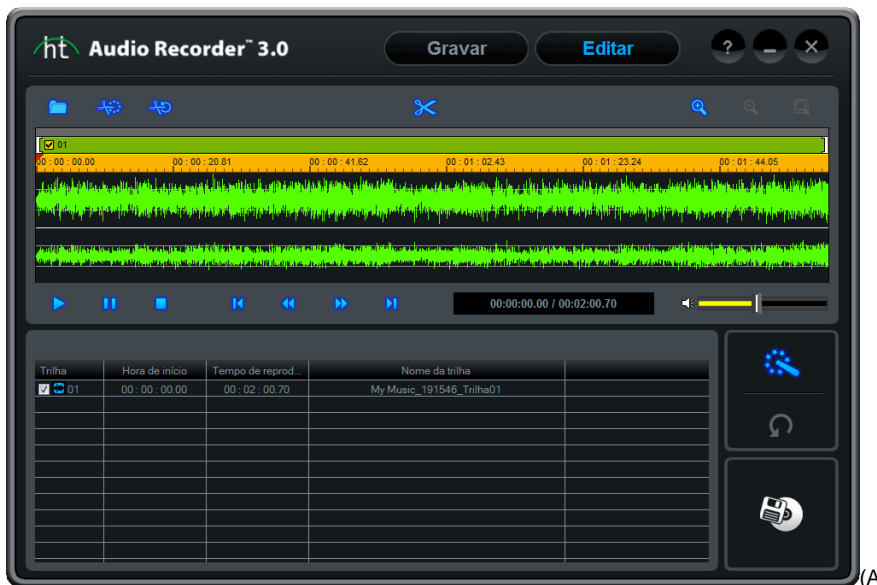 ht Audio Recorder™ 3.0 Gravar Editar ?
01
00 : 00 : 00.00 00 : 00 : 20.81 00 : 00 : 41.62 00 : 01 : 02.43 00 : 01 : 23.24 00 : 01 : 44.05
00:00:00.00 / 00:02:00.70
Trilha Hora de início Tempo de reprod... Nome da trilha
01 00 : 00 : 00.00 00 : 02 : 00.70 My Music_191546_Trilha01
(A